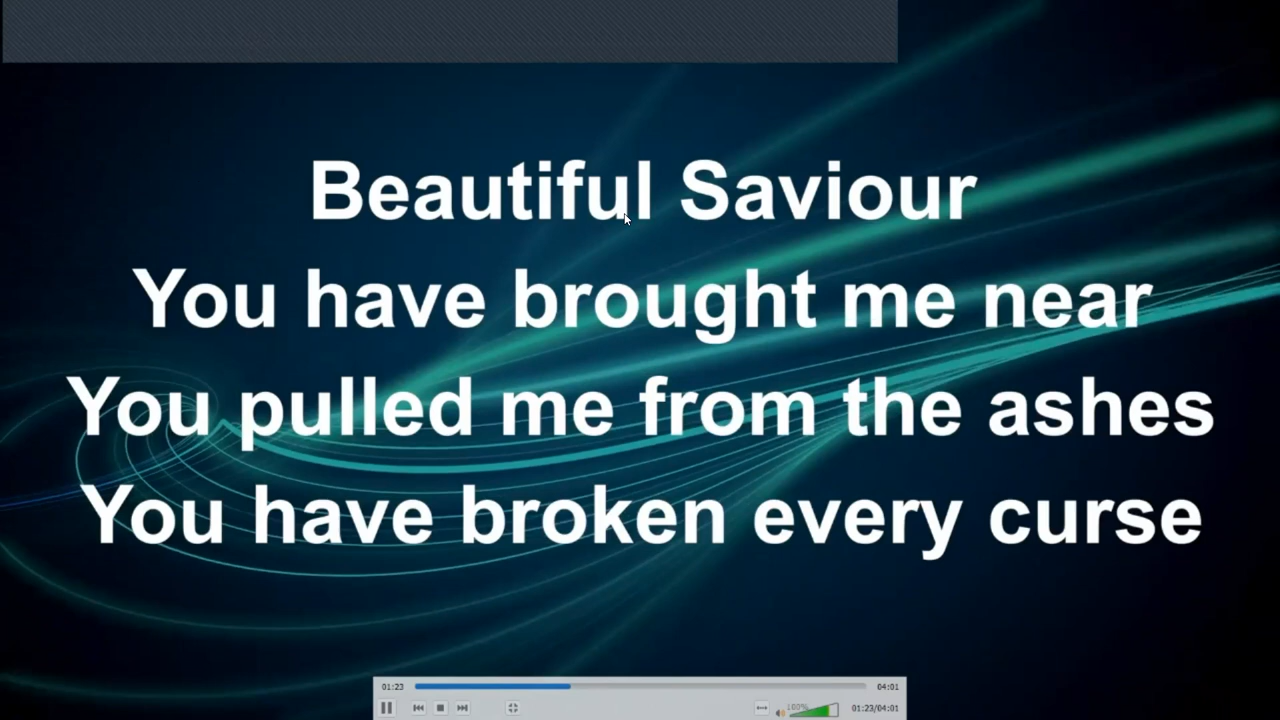 Beautiful Saviour
You have brought me near
You pulled me from the ashes
You have broken every curse
01:23 04:01
100% 01:23/04:01